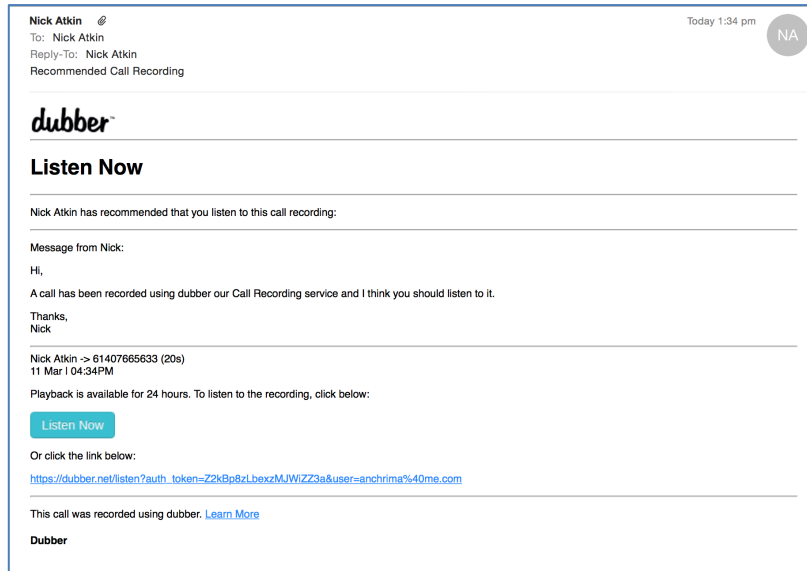 Nick Atkin
Today 1:34 pm
NA
To: Nick Atkin
Reply-To: Nick Atkin
Recommended Call Recording
dubber™
Listen Now
Nick Atkin has recommended that you listen to this call recording:
Message from Nick:
Hi,
A call has been recorded using dubber our Call Recording service and I think you should listen to it.
Thanks,
Nick
Nick Atkin -> 61407665633 (20s)
11 Mar | 04:34PM
Playback is available for 24 hours. To listen to the recording, click below:
Listen Now
Or click the link below:
https://dubber.net/listen?auth_token=Z2kBp8zLbexzMJWiZZ3a&user=anchrima%40me.com
This call was recorded using dubber. Learn More
Dubber